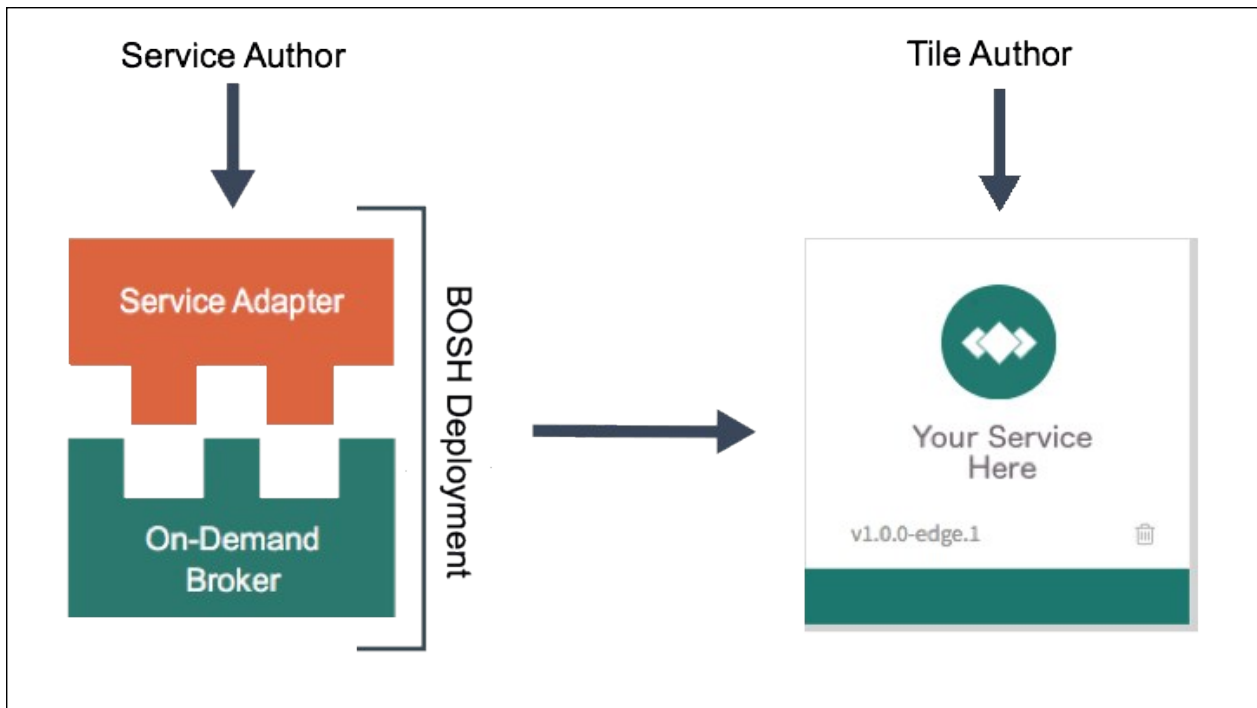 Service Author
Tile Author
Service Adapter
On-Demand
Broker
BOSH Deployment
Your Service
Here
v1.0.0-edge.1